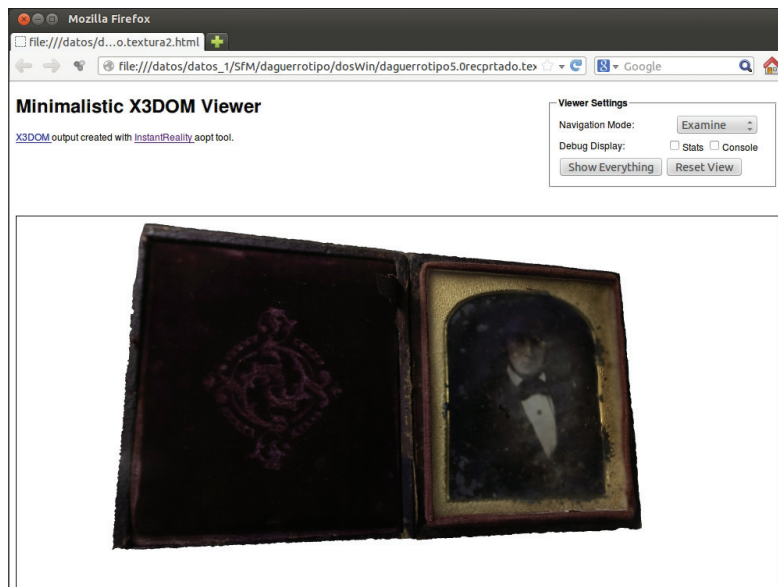 Mozilla Firefox
file:///datos/d...o.textura2.html
file:///datos/datos_1/SfM/daguerrotipo/dosWin/daguerrotipo5.0recprtado.tex
Google
Minimalistic X3DOM Viewer
X3DOM output created with InstantReality aopt tool.
Viewer Settings
Navigation Mode: Examine
Debug Display: Stats Console
Show Everything Reset View